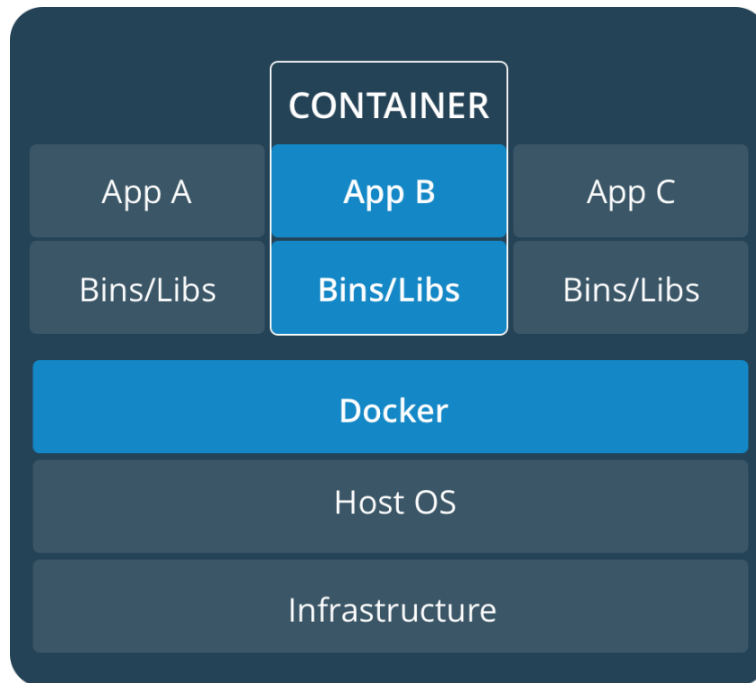 CONTAINER
App A App B App C
Bins/Libs Bins/Libs Bins/Libs
Docker
Host OS
Infrastructure